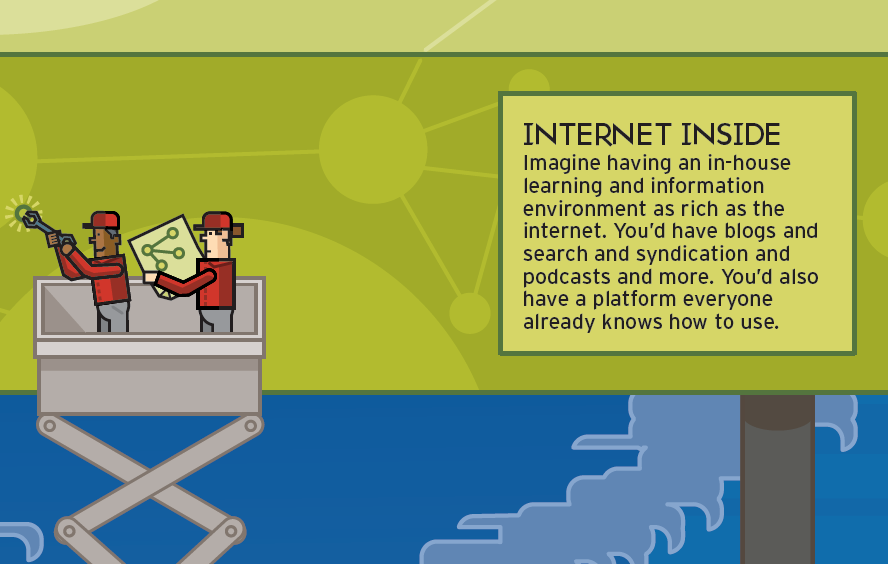 INTERNET INSIDE
Imagine having an in-house
learning and information
environment as rich as the
internet. You'd have blogs and
search and syndication and
podcasts and more. You'd also
have a platform everyone
already knows how to use.